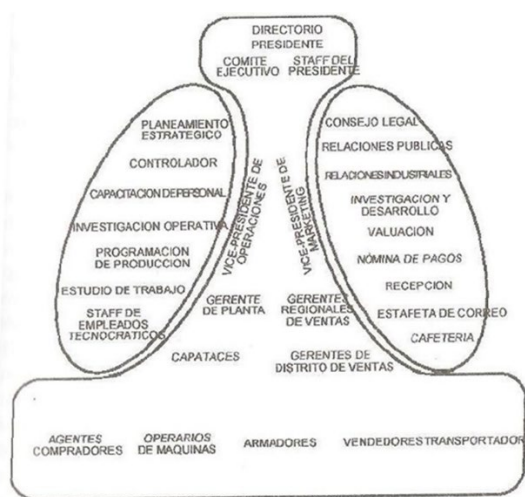 DIRECTORIO
PRESIDENTE
COMITE
EJECUTIVO
STAFF DEL
PRESIDENTE
PLANEAMIENTO
ESTRATEGICO
CONTROLADOR
CAPACITACION DE PERSONAL
INVESTIGACION OPERATIVA
PROGRAMACION
DE PRODUCCION
ESTUDIO DE TRABAJO
STAFF DE
EMPLEADOS
TECNOCRATICOS
VICE-PRESIDENTE DE
OPERACIONES
VICE-PRESIDENTE DE
MARKETING
CONSEJO LEGAL
RELACIONES PUBLICAS
RELACIONES INDUSTRIALES
INVESTIGACION Y
DESARROLLO
VALUACION
NÓMINA DE PAGOS
RECEPCION
ESTAFETA DE CORREO
CAFETERIA
GERENTE
DE PLANTA
GERENTES
REGIONALES
DE VENTAS
CAPATACES
GERENTES DE
DISTRITO DE VENTAS
AGENTES
COMPRADORES
OPERARIOS
DE MAQUINAS
ARMADORES
VENDEDORES
TRANSPORTADOR